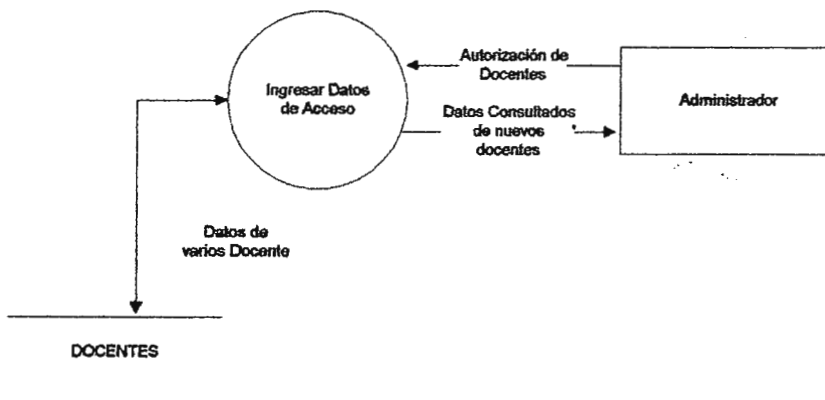 Autorización de
Docentes
Ingresar Datos
de Acceso
Administrador
Datos Consultados
de nuevos
docentes
Datos de
varios Docente
DOCENTES